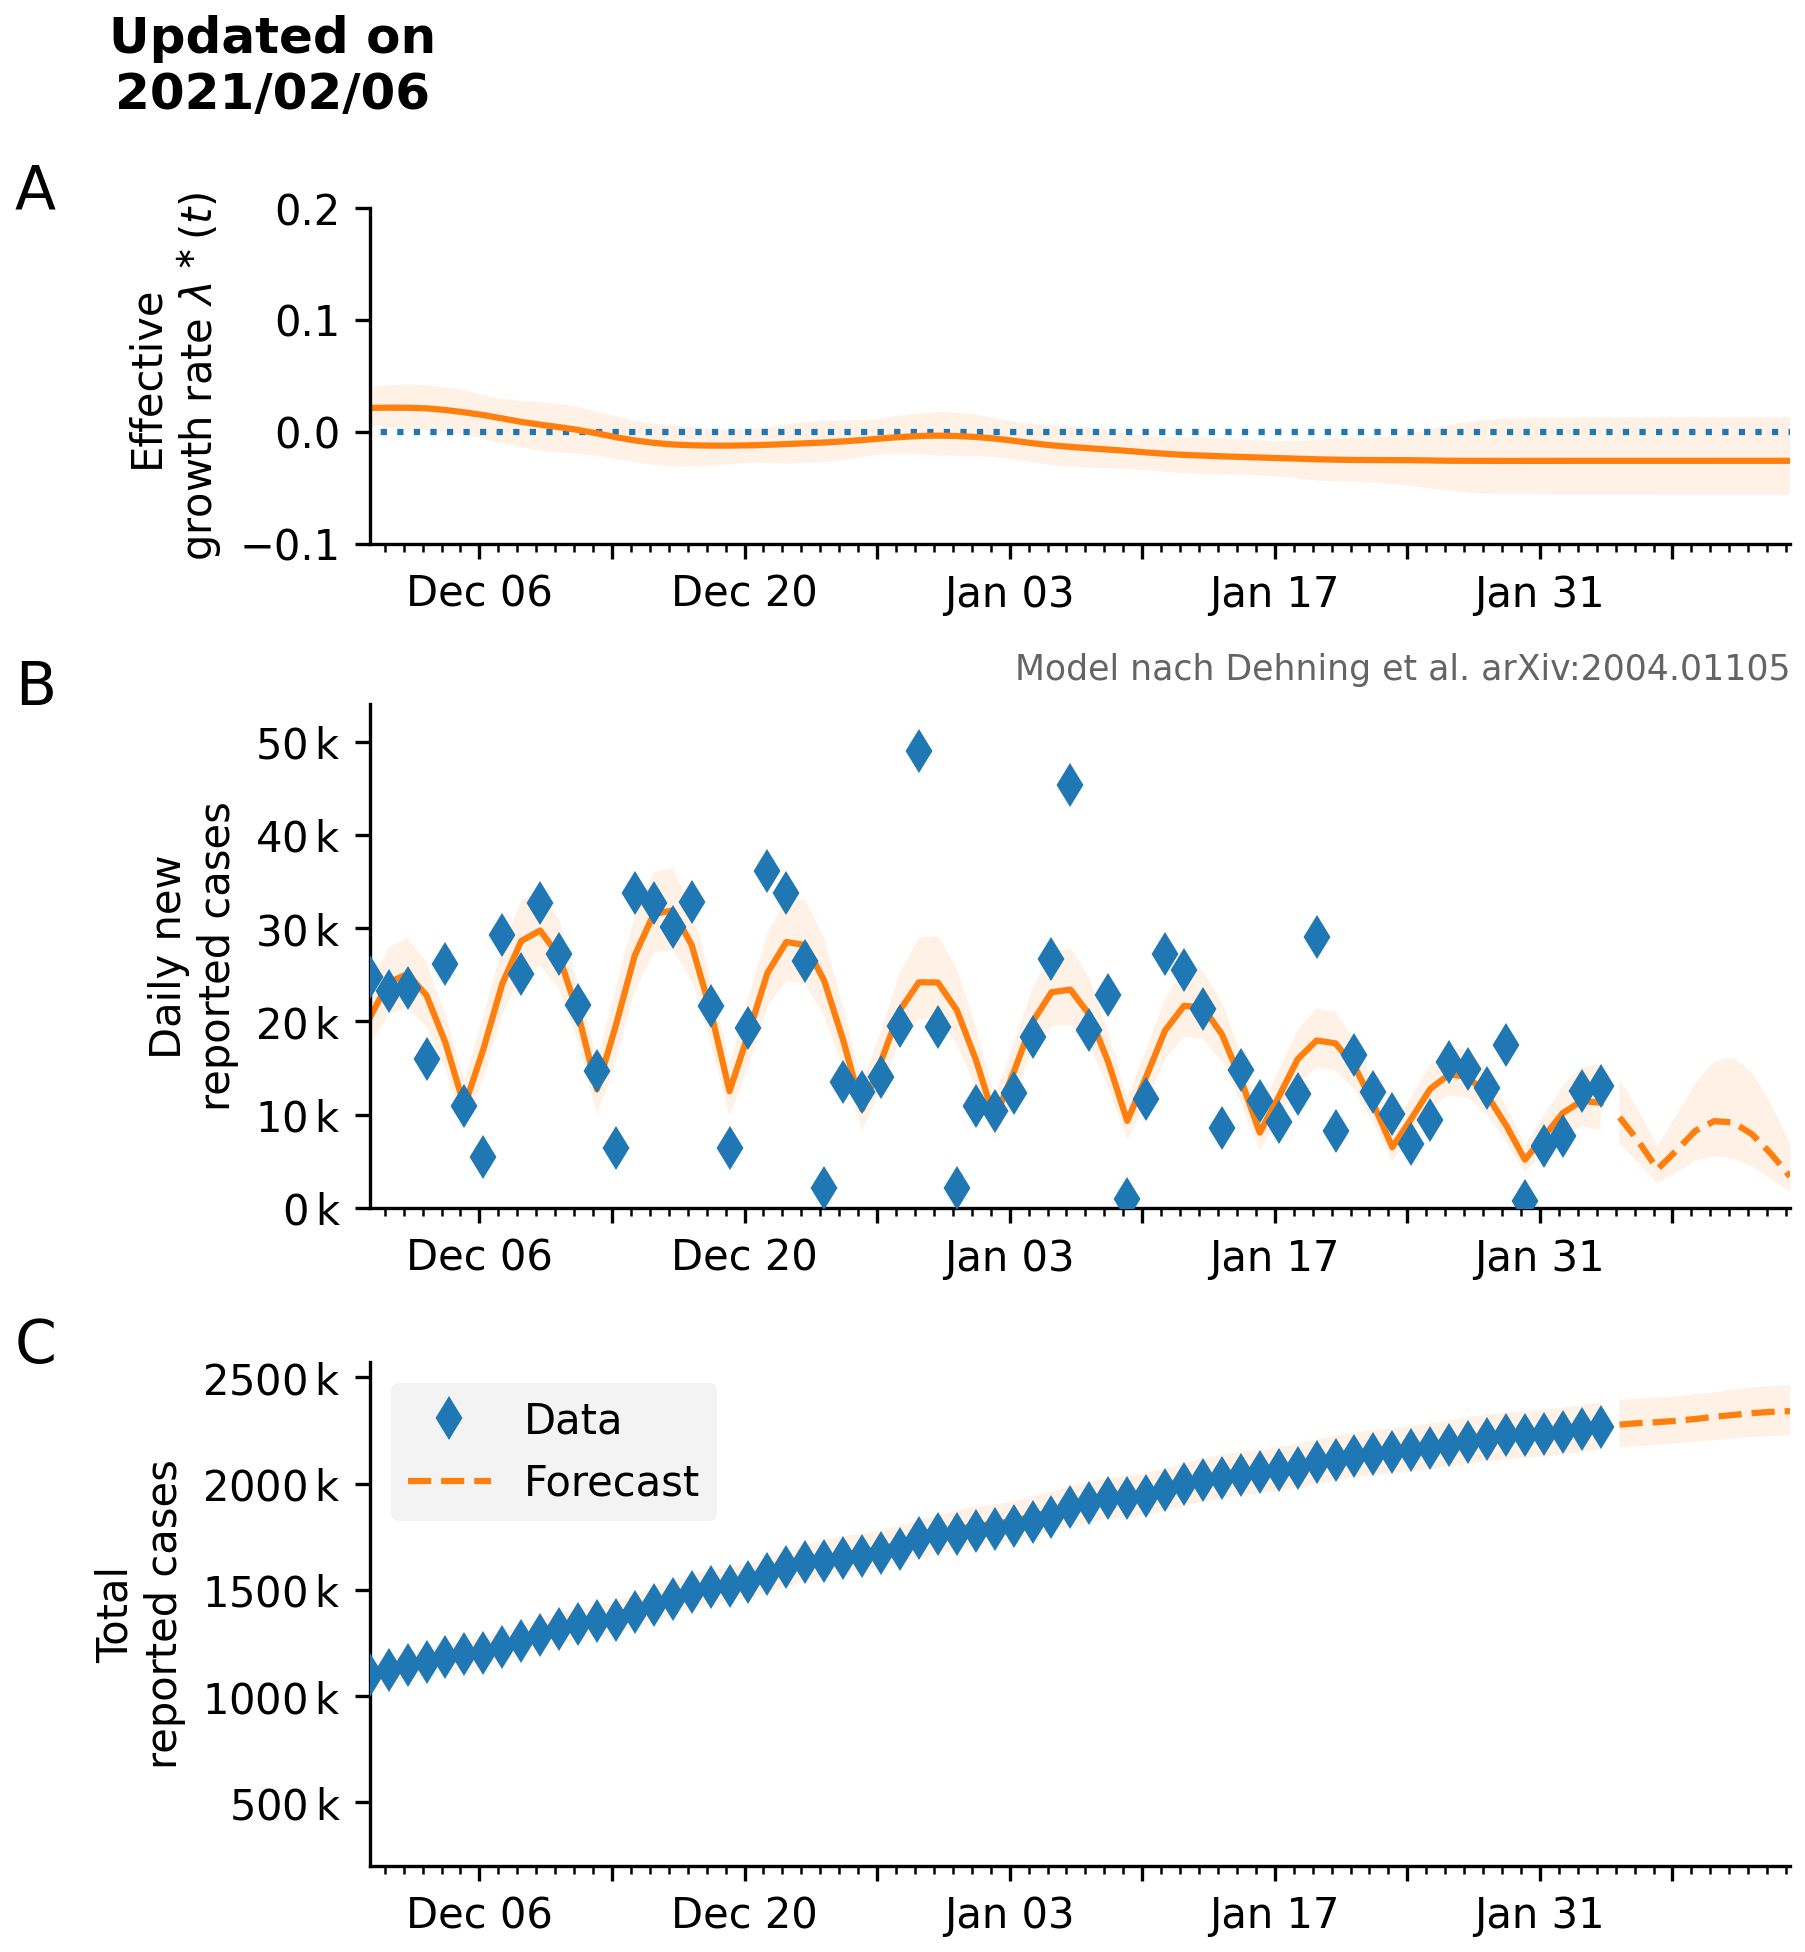 Updated on
2021/02/06
A
Effective
growth rate λ * (t)
0.2
0.1
0.0
−0.1
Dec 06 Dec 20 Jan 03 Jan 17 Jan 31
B
Model nach Dehning et al. arXiv:2004.01105
Daily new
reported cases
50 k
40 k
30 k
20 k
10 k
0 k
Dec 06 Dec 20 Jan 03 Jan 17 Jan 31
C
Total
reported cases
2500 k
2000 k
1500 k
1000 k
500 k
Data
Forecast
Dec 06 Dec 20 Jan 03 Jan 17 Jan 31